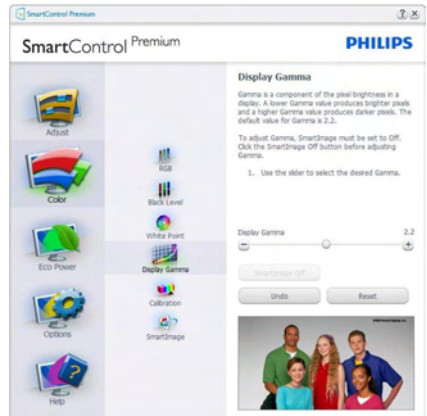 SmartControl Premium
SmartControl Premium
PHILIPS
Adjust
Color
Eco Power
Options
Help
RGB
Black Level
White Point
Display Gamma
Calibration
SmartImage
Display Gamma
Gamma is a component of the pixel brightness in a
display. A lower Gamma value produces brighter pixels
and a higher Gamma value produces darker pixels. The
default value for Gamma is 2.2.
To adjust Gamma, SmartImage must be set to Off.
Click the SmartImage Off button before adjusting
Gamma.
1. Use the slider to select the desired Gamma.
Display Gamma 2.2
SmartImage Off
Undo Reset